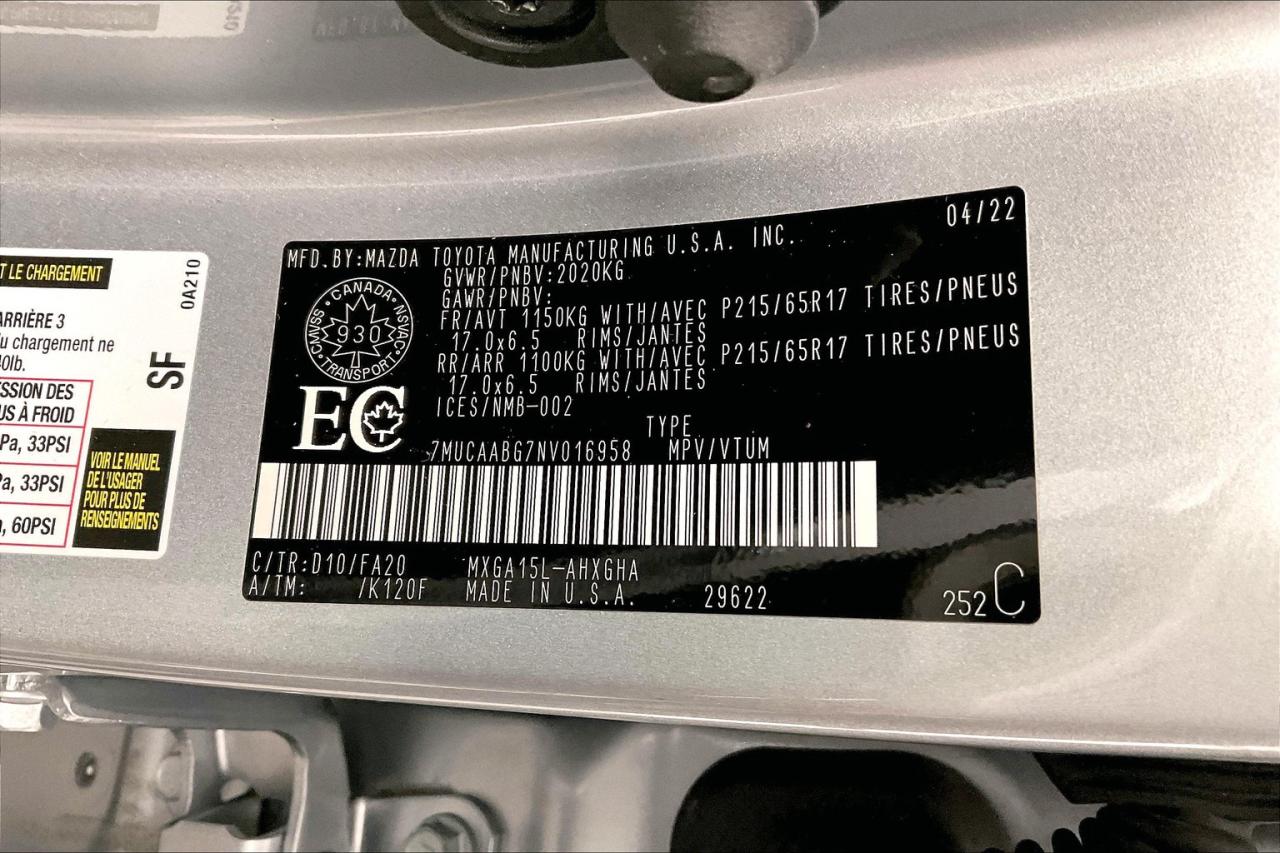 T LE CHARGEMENT
0A210
ARRIÈRE 3
u chargement ne
40lb.
SF
ESSION DES
US À FROID
Pa, 33PSI
Pa, 33PSI
, 60PSI
VOIR LE MANUEL
DE L'USAGER
POUR PLUS DE
RENSEIGNEMENTS
04/22
MFD.BY:MAZDA TOYOTA MANUFACTURING U.S.A. INC.
GVWR/PNBV:2020KG
GAWR/PNBV:
FR/AVT 1150KG WITH/AVEC P215/65R17 TIRES/PNEUS
17.0x6.5 RIMS/JANTES
RR/ARR 1100KG WITH/AVEC P215/65R17 TIRES/PNEUS
17.0x6.5 RIMS/JANTES
ICES/NMB-002
CANADA
CMVSS
930
NSVAC
TRANSPORT
EC
TYPE
7MUCAABG7NV016958 MPV/VTUM
C/TR:D10/FA20 MXGA15L-AHXGHA
A/TM: /K120F MADE IN U.S.A. 29622 252 C